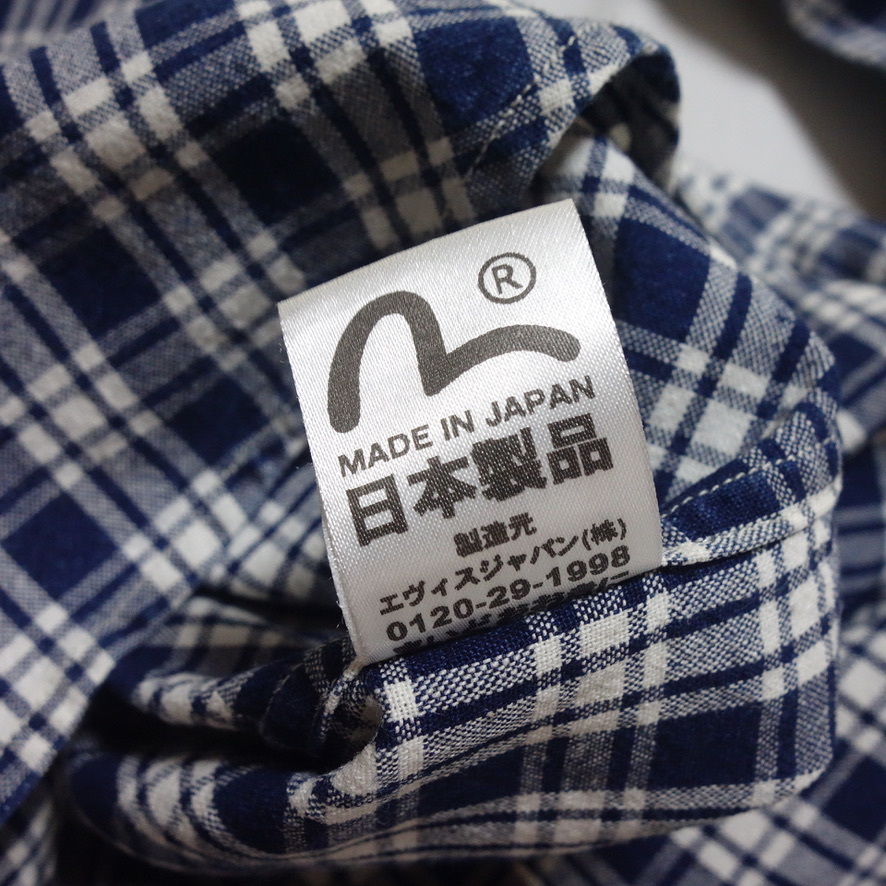 ®
MADE IN JAPAN
日本製品
製造元
エヴィスジャパン(株)
0120-29-1998